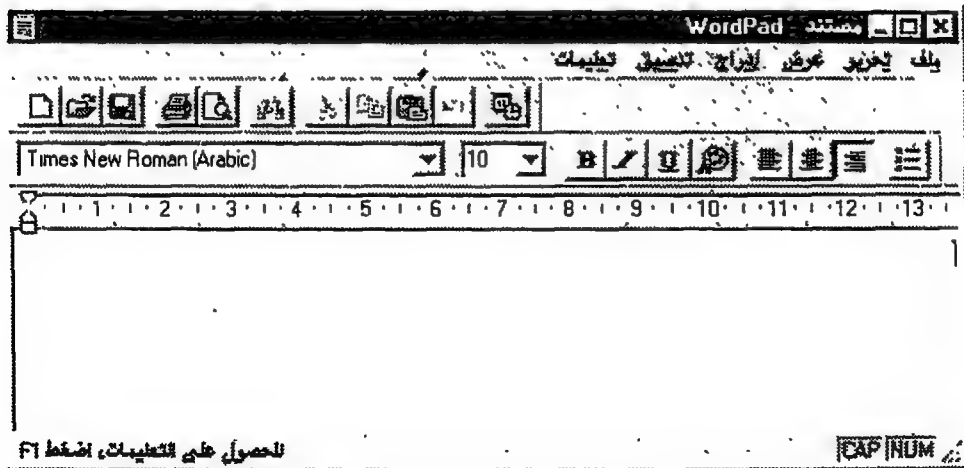 مستند - WordPad
ملف تحرير عرض إدراج تنسيق تعليمات
Times New Roman (Arabic) 10 B I U
1 2 3 4 5 6 7 8 9 10 11 12 13
للحصول على التعليمات، اضغط F1 CAP NUM